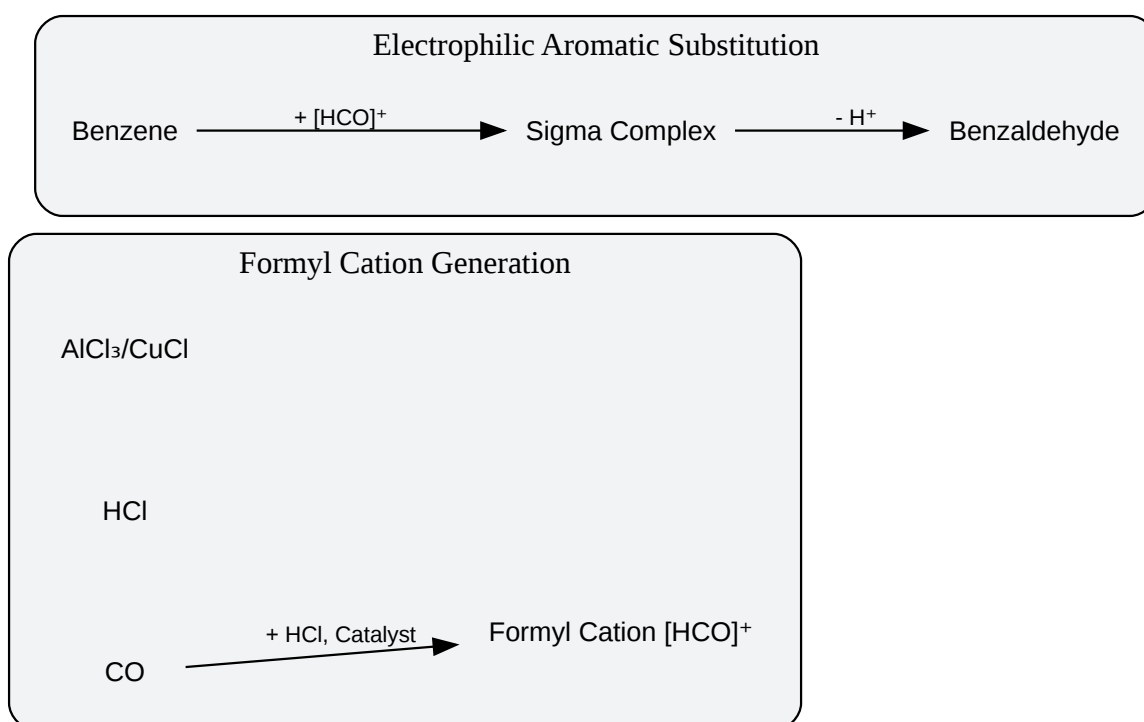 Electrophilic Aromatic Substitution
Benzene
+ [HCO]⁺
Sigma Complex
- H⁺
Benzaldehyde
Formyl Cation Generation
AlCl₃/CuCl
HCl
CO
+ HCl, Catalyst
Formyl Cation [HCO]⁺